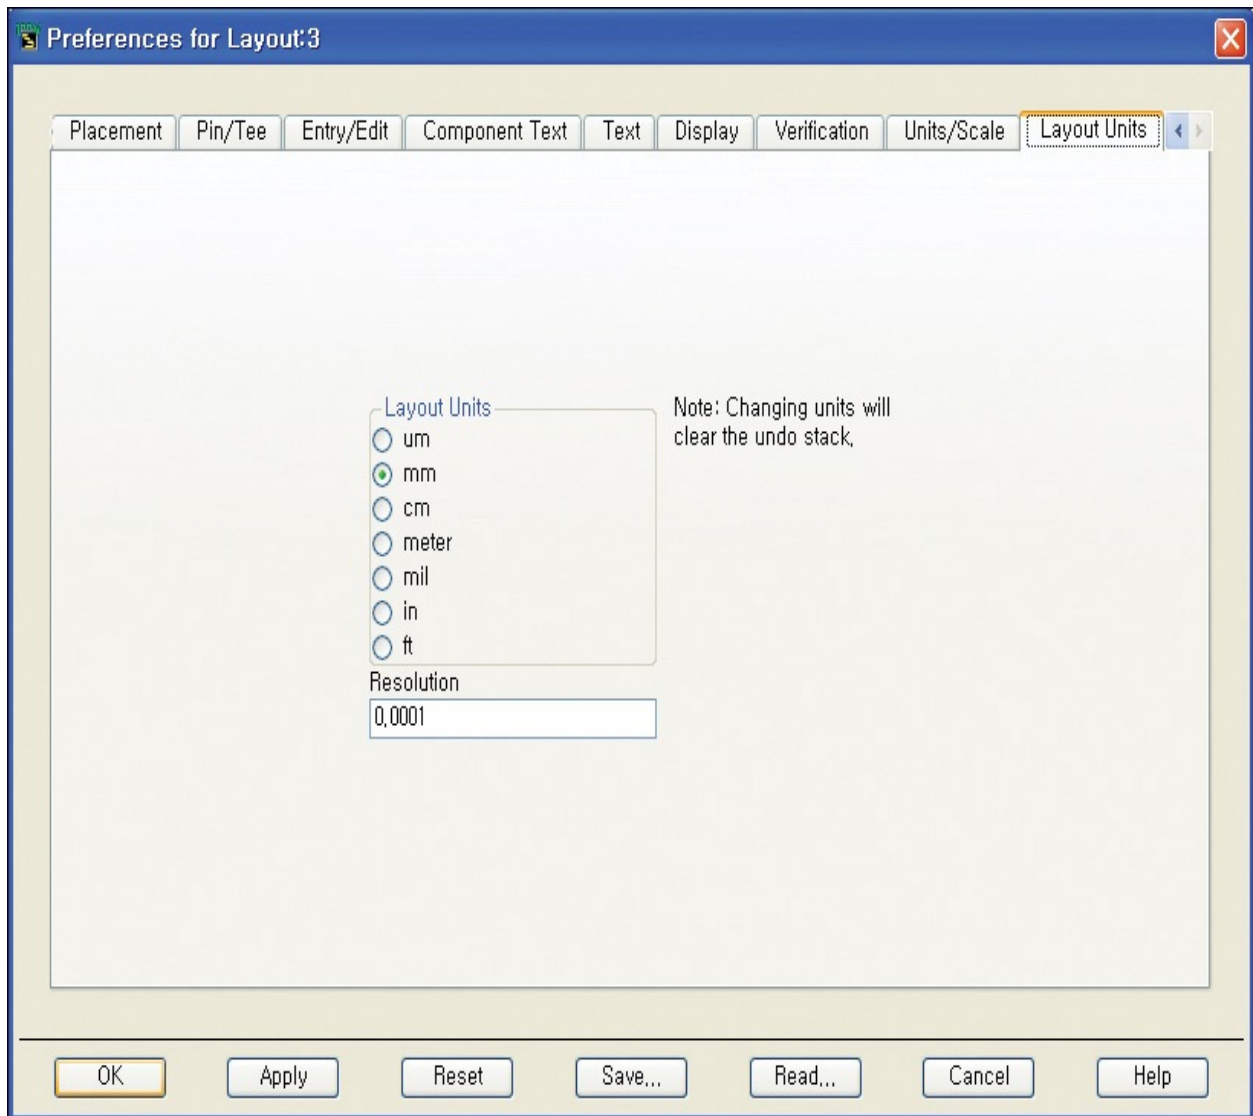 Preferences for Layout:3
Placement Pin/Tee Entry/Edit Component Text Text Display Verification Units/Scale Layout Units
Layout Units
um
mm
cm
meter
mil
in
ft
Note: Changing units will
clear the undo stack,
Resolution
0,0001
OK Apply Reset Save,,, Read,,, Cancel Help